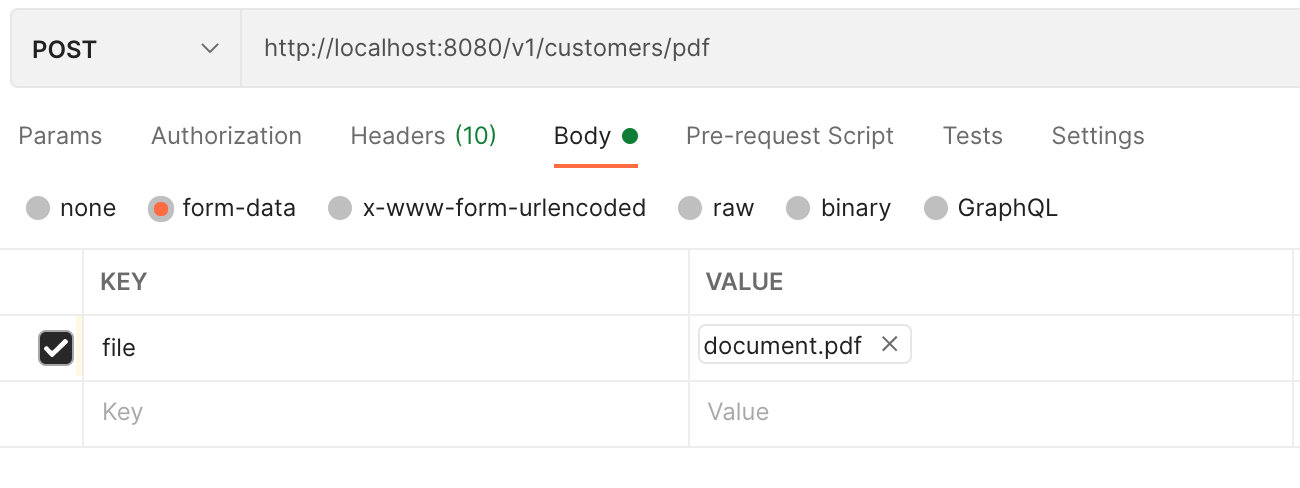 POST http://localhost:8080/v1/customers/pdf
Params Authorization Headers (10) Body Pre-request Script Tests Settings
none form-data x-www-form-urlencoded raw binary GraphQL
KEY VALUE
file document.pdf
Key Value